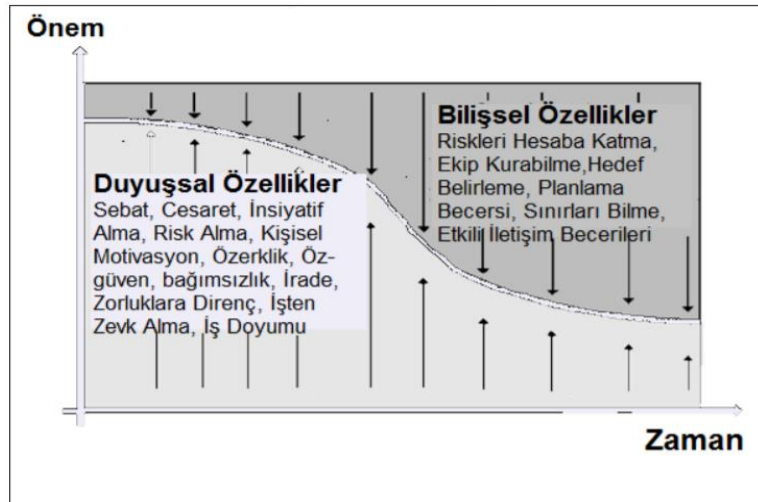 Önem
Bilişsel Özellikler
Riskleri Hesaba Katma,
Ekip Kurabilme,Hedef
Belirleme, Planlama
Becersi, Sınırları Bilme,
Etkili İletişim Becerileri
Duyuşsal Özellikler
Sebat, Cesaret, İnsiyatif
Alma, Risk Alma, Kişisel
Motivasyon, Özerklik, Öz-
güven, bağımsızlık, İrade,
Zorluklara Direnç, İşten
Zevk Alma, İş Doyumu
Zaman